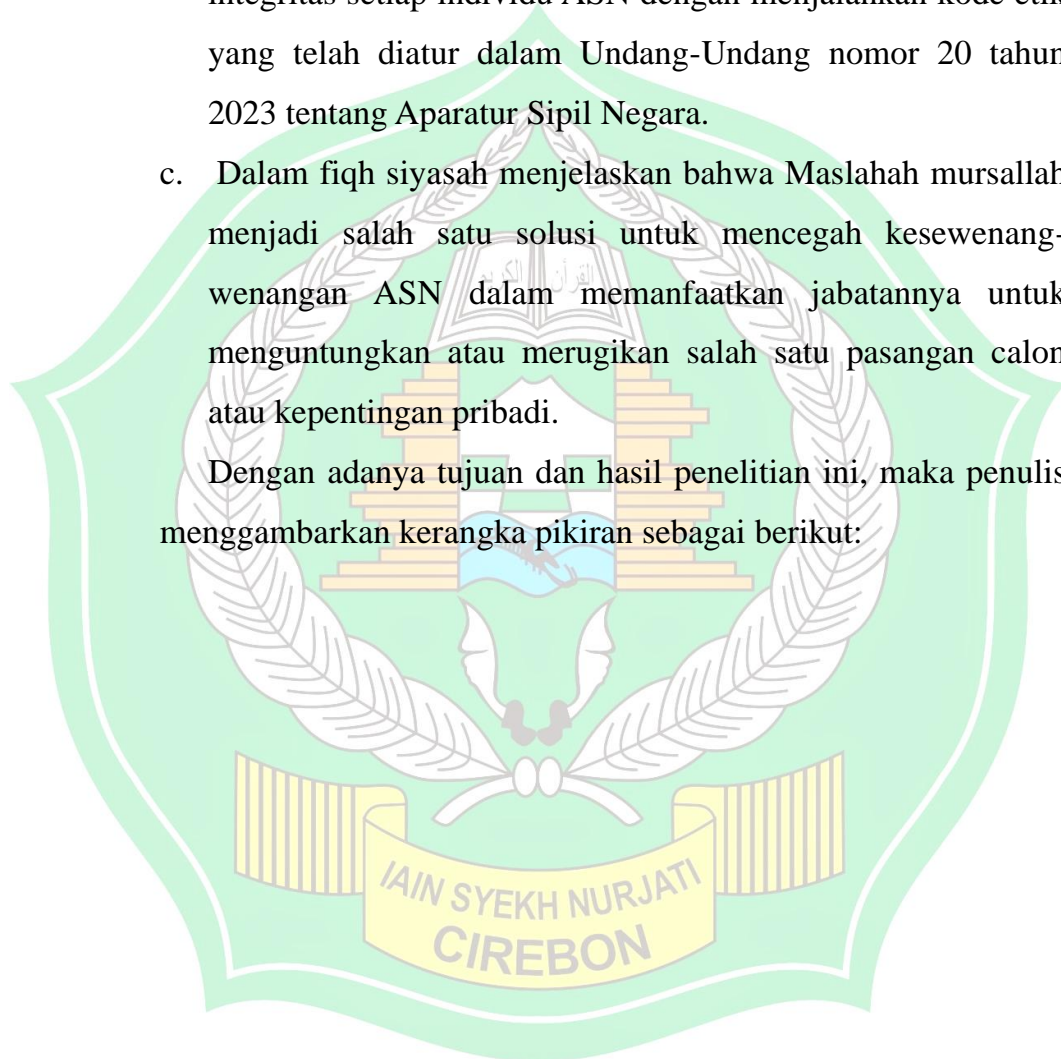 integritas setiap individu ASN dengan menjalankan kode etik
yang telah diatur dalam Undang-Undang nomor 20 tahun
2023 tentang Aparatur Sipil Negara.
c. Dalam fiqh siyasah menjelaskan bahwa Maslahah mursallah
menjadi salah satu solusi untuk mencegah kesewenang-
wenangan ASN dalam memanfaatkan jabatannya untuk
menguntungkan atau merugikan salah satu pasangan calon
atau kepentingan pribadi.
Dengan adanya tujuan dan hasil penelitian ini, maka penulis
menggambarkan kerangka pikiran sebagai berikut:
القرآن الكريم
IAIN SYEKH NURJATI
CIREBON